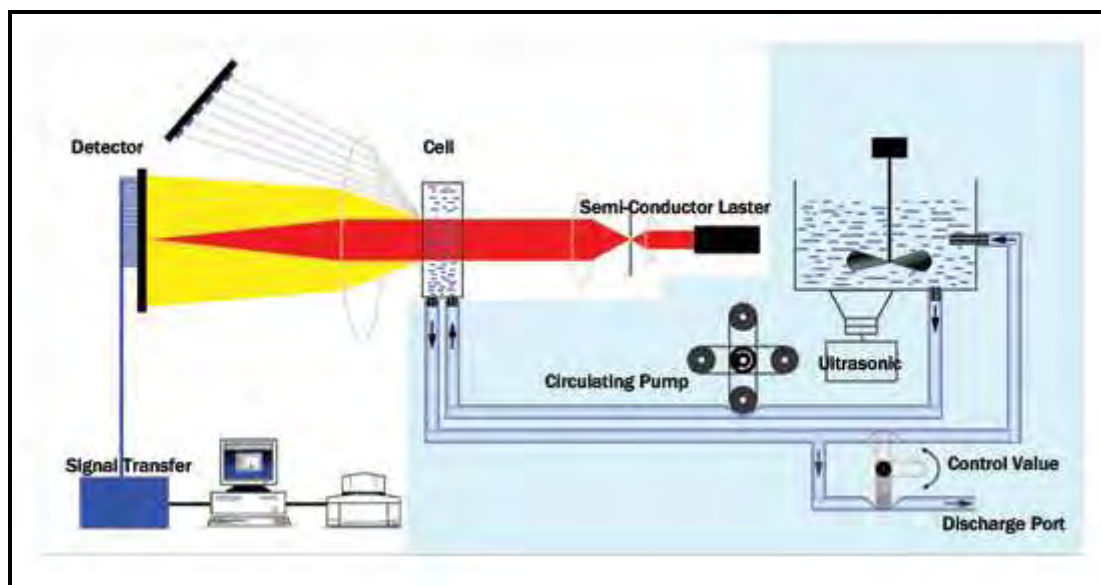 Detector
Cell
Semi-Conductor Laster
Circulating Pump
Ultrasonic
Signal Transfer
Control Value
Discharge Port